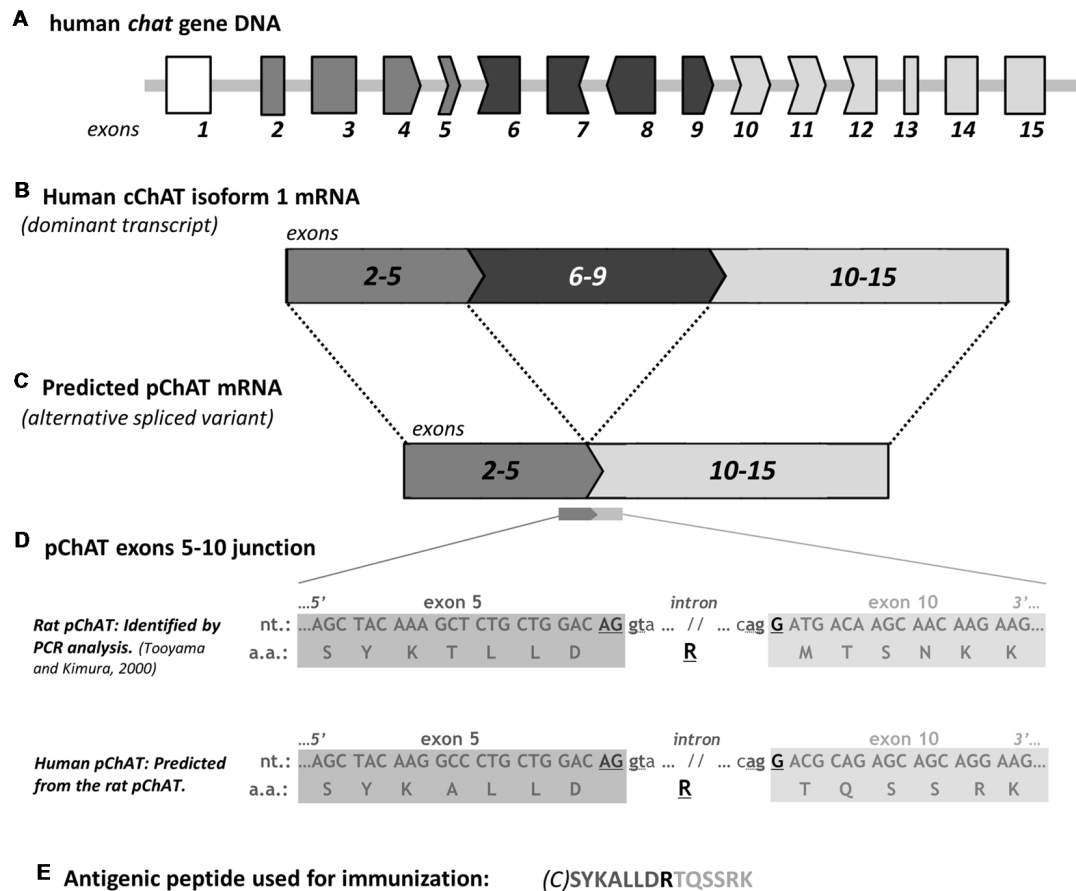 A human chat gene DNA
exons 1 2 3 4 5 6 7 8 9 10 11 12 13 14 15
B Human cChAT isoform 1 mRNA
(dominant transcript)
exons
2-5 6-9 10-15
C Predicted pChAT mRNA
(alternative spliced variant)
exons
2-5 10-15
D pChAT exons 5-10 junction
...5’ exon 5 intron exon 10 3’...
Rat pChAT: Identified by
PCR analysis. (Tooyama
and Kimura, 2000)
nt.: ...AGC TAC AAA GCT CTG CTG GAC AG gta ... // ... cag G ATG ACA AGC AAC AAG AAG...
a.a.: S Y K T L L D R M T S N K K
...5’ exon 5 intron exon 10 3’...
Human pChAT: Predicted
from the rat pChAT.
nt.: ...AGC TAC AAG GCC CTG CTG GAC AG gta ... // ... cag G ACG CAG AGC AGC AGG AAG...
a.a.: S Y K A L L D R T Q S S R K
E Antigenic peptide used for immunization: (C)SYKALLDRTQSSRK